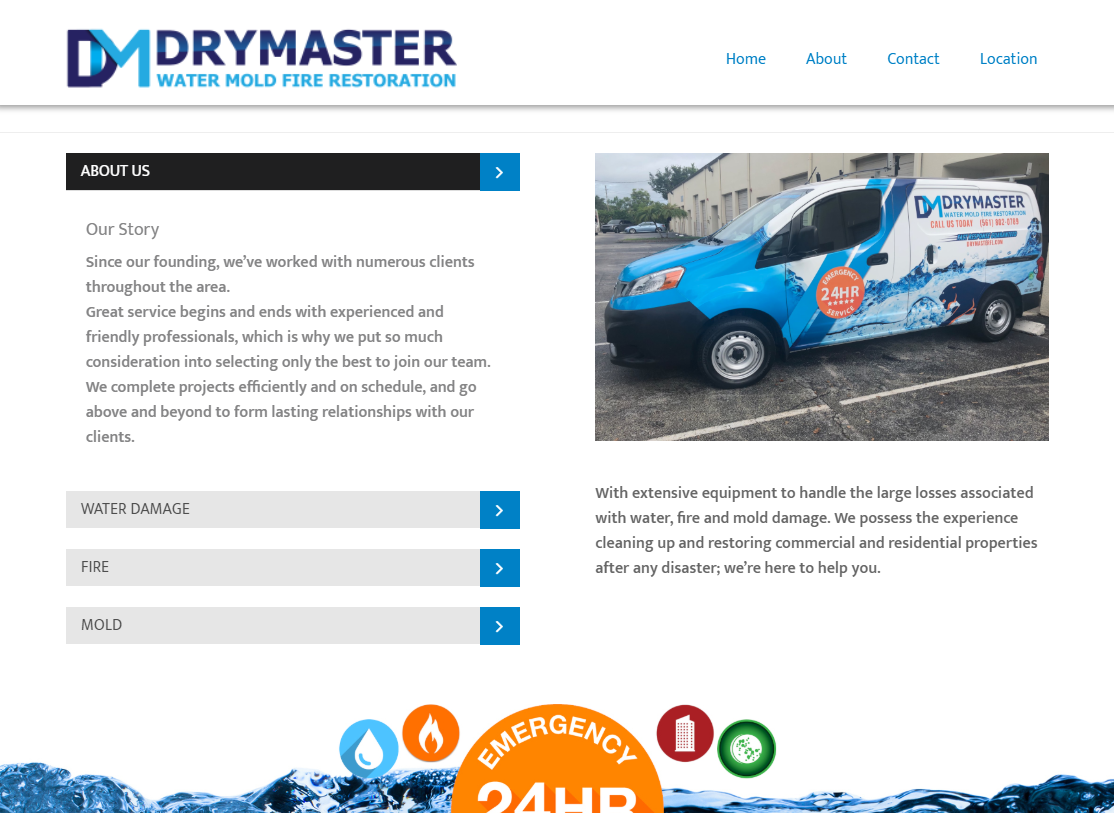 DM DRYMASTER
WATER MOLD FIRE RESTORATION
Home
About
Contact
Location
ABOUT US
Our Story
Since our founding, we’ve worked with numerous clients
throughout the area.
Great service begins and ends with experienced and
friendly professionals, which is why we put so much
consideration into selecting only the best to join our team.
We complete projects efficiently and on schedule, and go
above and beyond to form lasting relationships with our
clients.
WATER DAMAGE
FIRE
MOLD
DM DRYMASTER
WATER MOLD FIRE RESTORATION
CALL US TODAY (561)
DRYMASTERFL.COM
EMERGENCY
24HR
SERVICE
With extensive equipment to handle the large losses associated
with water, fire and mold damage. We possess the experience
cleaning up and restoring commercial and residential properties
after any disaster; we’re here to help you.
EMERGENCY
24HR